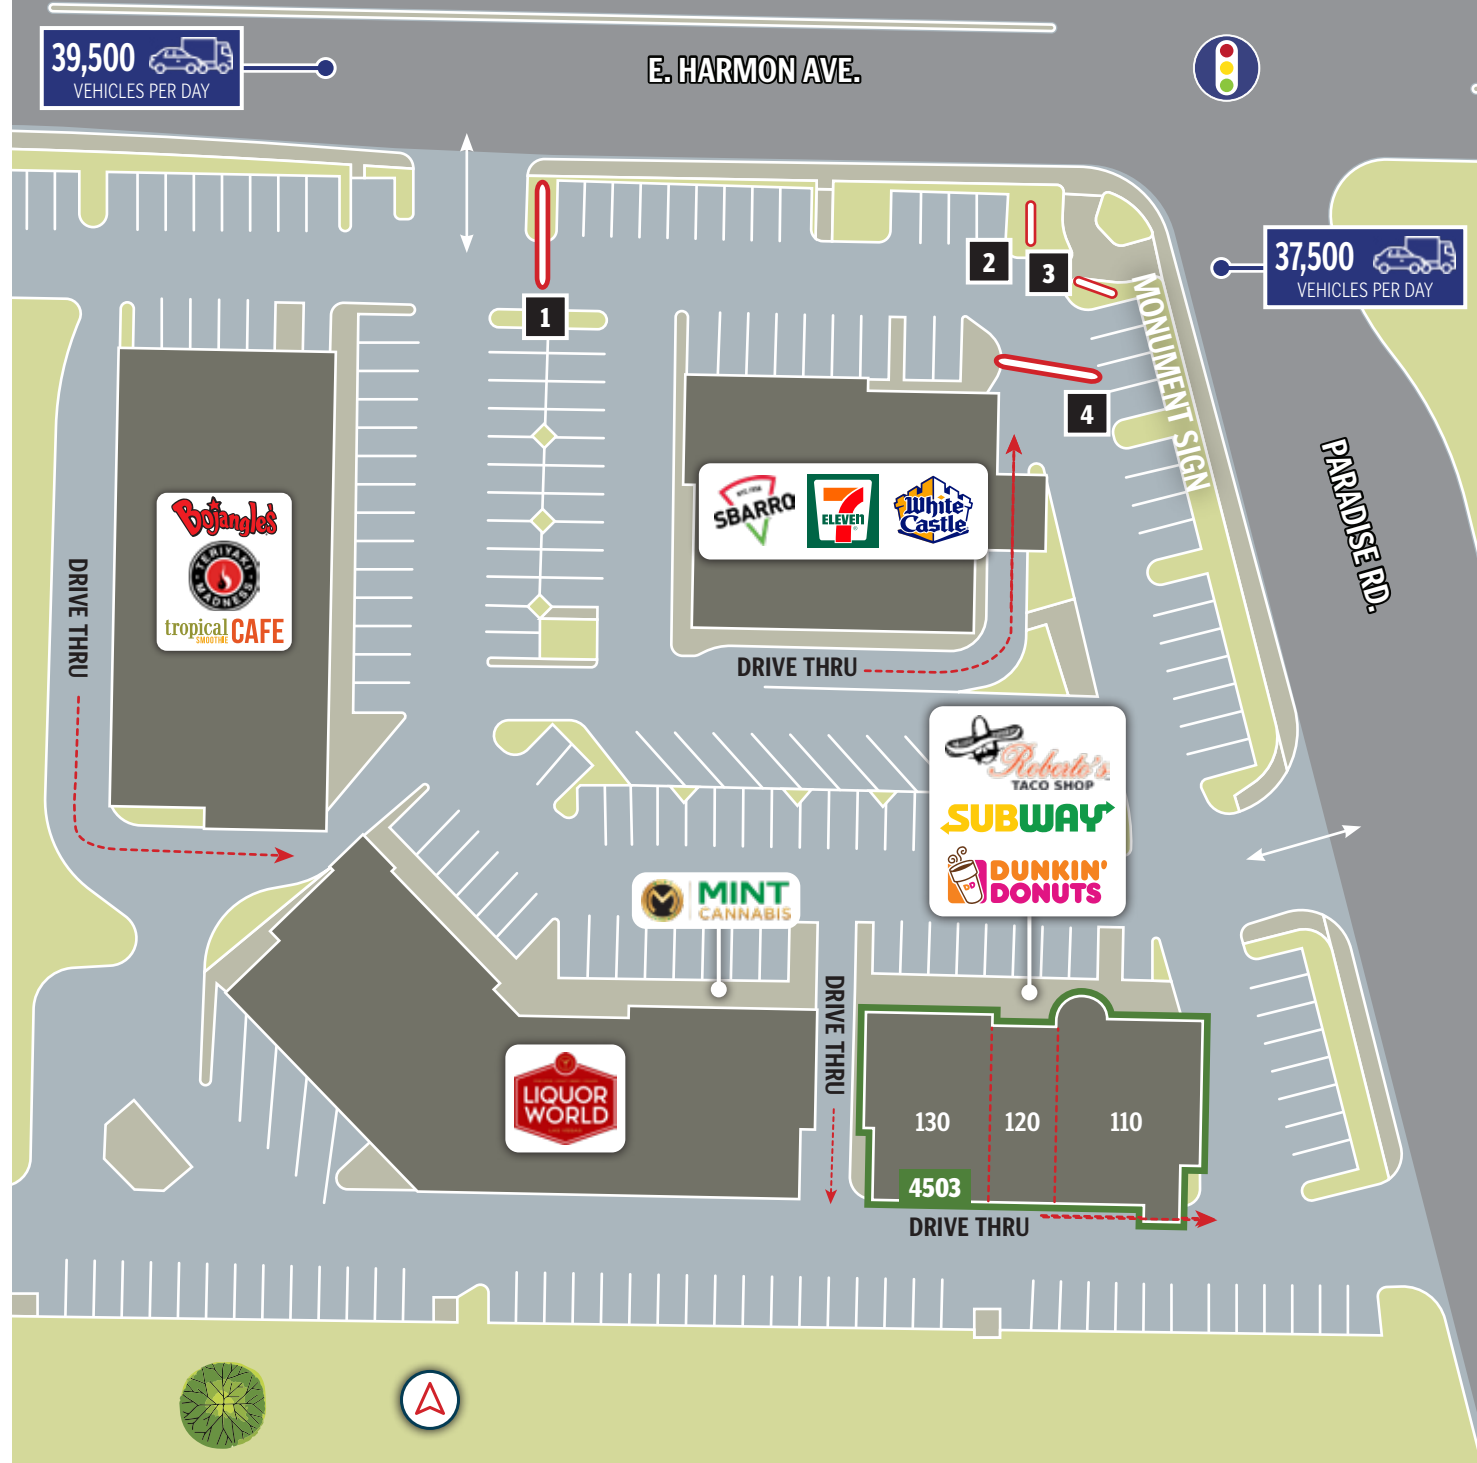 39,500
VEHICLES PER DAY
E. HARMON AVE.
37,500
VEHICLES PER DAY
1
2
3
4
MONUMENT SIGN
PARADISE RD.
Bojangles
TERIYAKI
MADNESS
tropical
SMOOTHIE
CAFE
DRIVE THRU
SBARRO
7
ELEVEN
White
Castle
DRIVE THRU
Roberto's
TACO SHOP
SUBWAY
DD
DUNKIN'
DONUTS
MINT
CANNABIS
DRIVE THRU
LIQUOR
WORLD
130
120
110
4503
DRIVE THRU